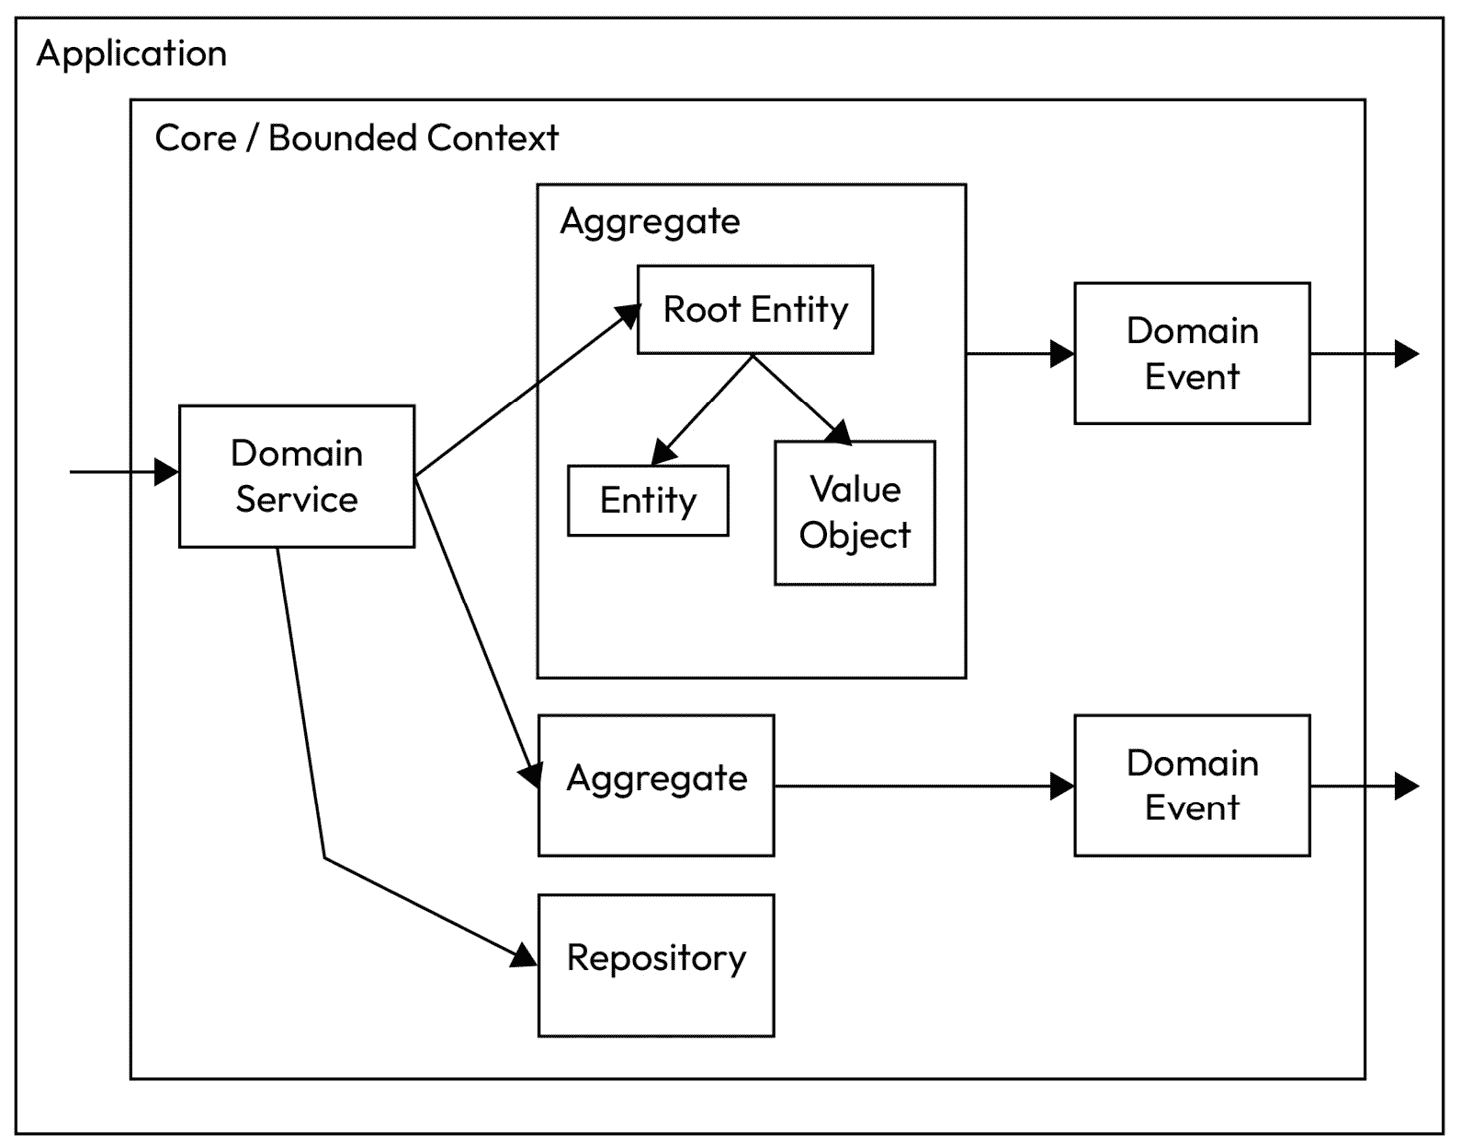 Application
Core / Bounded Context
Aggregate
Root Entity
Domain
Event
Domain
Service
Entity
Value
Object
Aggregate
Domain
Event
Repository